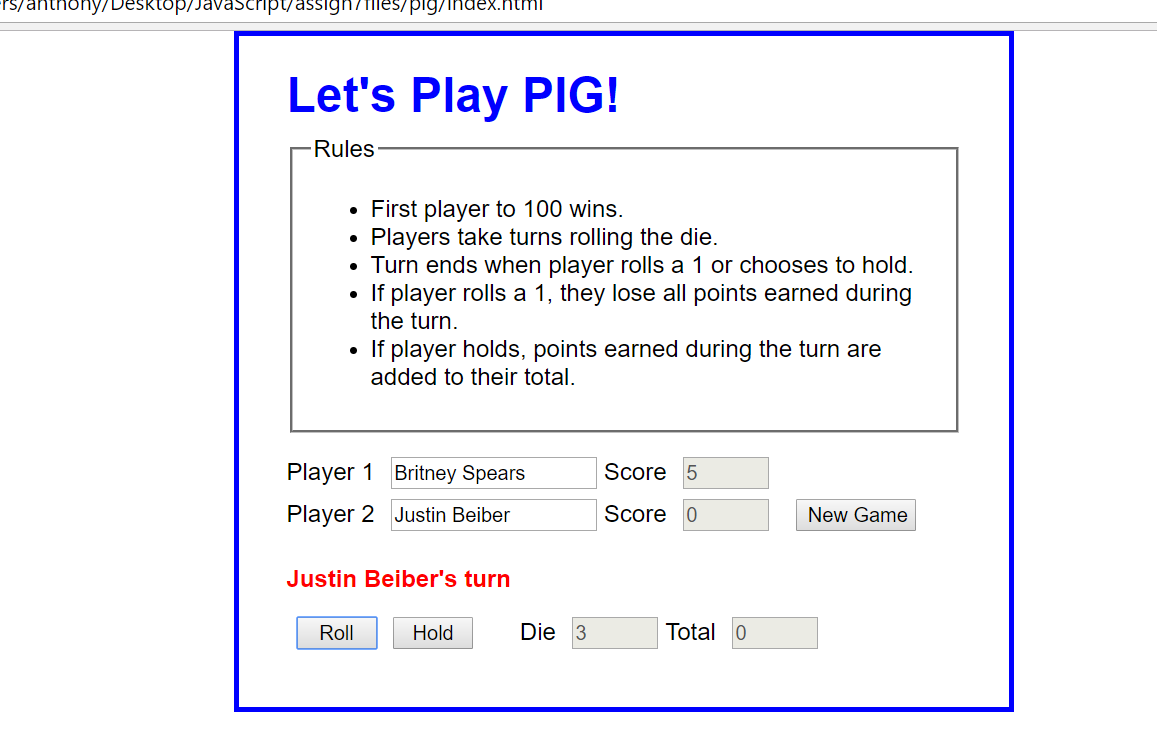 ers/anthony/Desktop/JavaScript/assign7files/pig/index.html
Let's Play PIG!
Rules
First player to 100 wins.
Players take turns rolling the die.
Turn ends when player rolls a 1 or chooses to hold.
If player rolls a 1, they lose all points earned during
the turn.
If player holds, points earned during the turn are
added to their total.
Player 1 Britney Spears Score 5
Player 2 Justin Beiber Score 0 New Game
Justin Beiber's turn
Roll Hold Die 3 Total 0